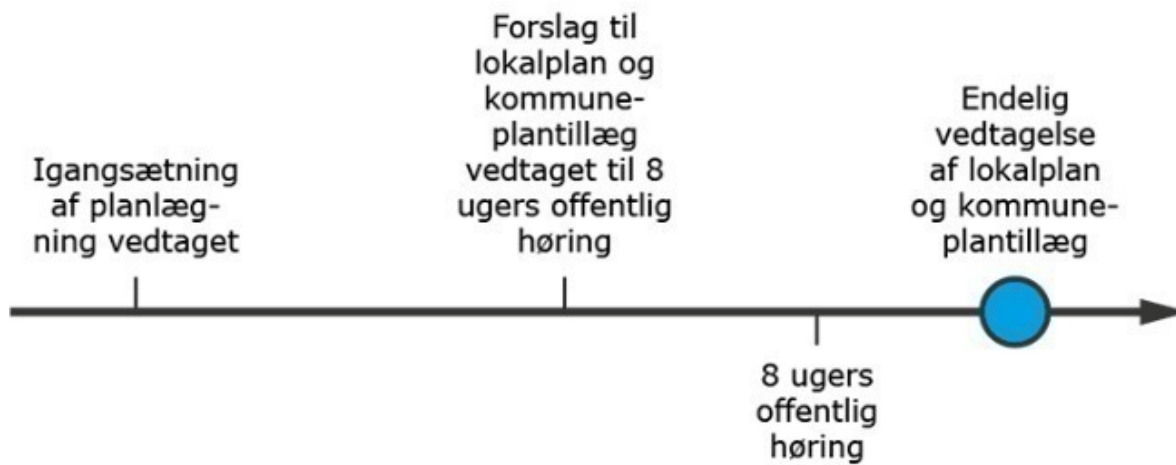 Igangsætning
af planlæg-
ning vedtaget
Forslag til
lokalplan og
kommune-
plantillæg
vedtaget til 8
ugers offentlig
høring
8 ugers
offentlig
høring
Endelig
vedtagelse
af lokalplan
og kommune-
plantillæg